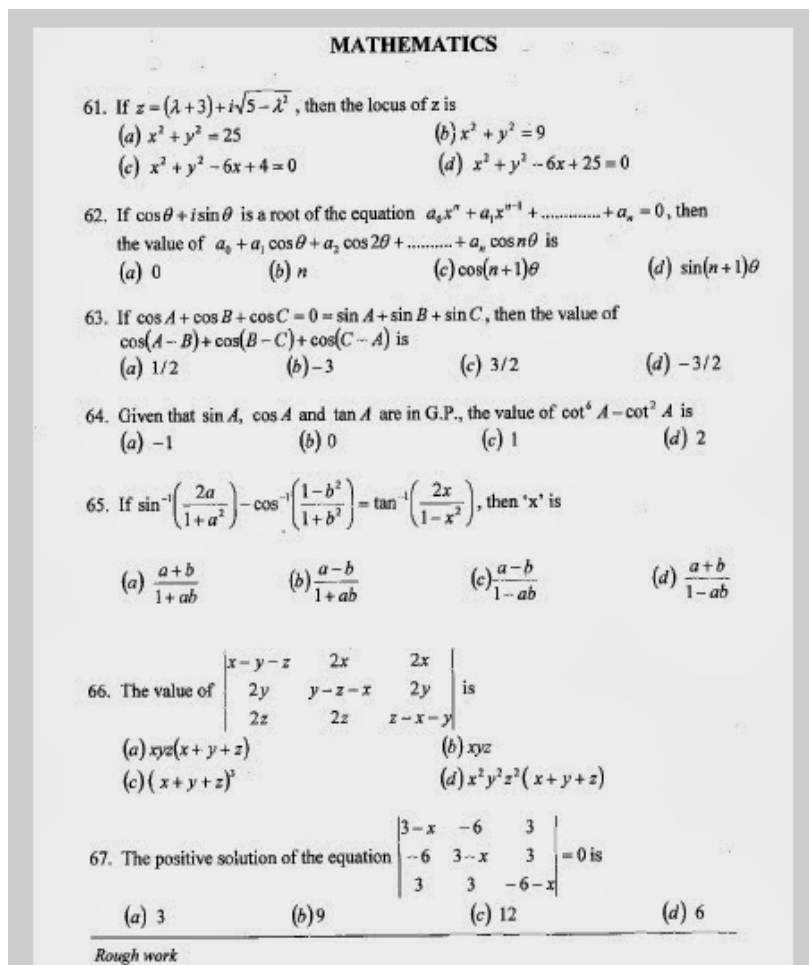 MATHEMATICS
61. If z = (λ + 3) + i√(5 − λ²) , then the locus of z is
(a) x² + y² = 25 (b) x² + y² = 9
(c) x² + y² − 6x + 4 = 0 (d) x² + y² − 6x + 25 = 0
62. If cosθ + i sinθ is a root of the equation a₀xⁿ + a₁xⁿ⁻¹ + ............. + aₙ = 0, then
the value of a₀ + a₁ cosθ + a₂ cos 2θ + .......... + aₙ cos nθ is
(a) 0 (b) n (c) cos(n + 1)θ (d) sin(n + 1)θ
63. If cos A + cos B + cos C = 0 = sin A + sin B + sin C, then the value of
cos(A − B) + cos(B − C) + cos(C − A) is
(a) 1/2 (b) −3 (c) 3/2 (d) −3/2
64. Given that sin A, cos A and tan A are in G.P., the value of cot⁶ A − cot² A is
(a) −1 (b) 0 (c) 1 (d) 2
65. If sin⁻¹(2a/(1 + a²)) − cos⁻¹((1 − b²)/(1 + b²)) = tan⁻¹(2x/(1 − x²)), then 'x' is
(a) (a + b)/(1 + ab) (b) (a − b)/(1 + ab) (c) (a − b)/(1 − ab) (d) (a + b)/(1 − ab)
|x − y − z 2x 2x|
66. The value of |2y y − z − x 2y| is
|2z 2z z − x − y|
(a) xyz(x + y + z) (b) xyz
(c) (x + y + z)³ (d) x²y²z²(x + y + z)
|3 − x −6 3|
67. The positive solution of the equation |−6 3 − x 3| = 0 is
|3 3 −6 − x|
(a) 3 (b) 9 (c) 12 (d) 6
Rough work